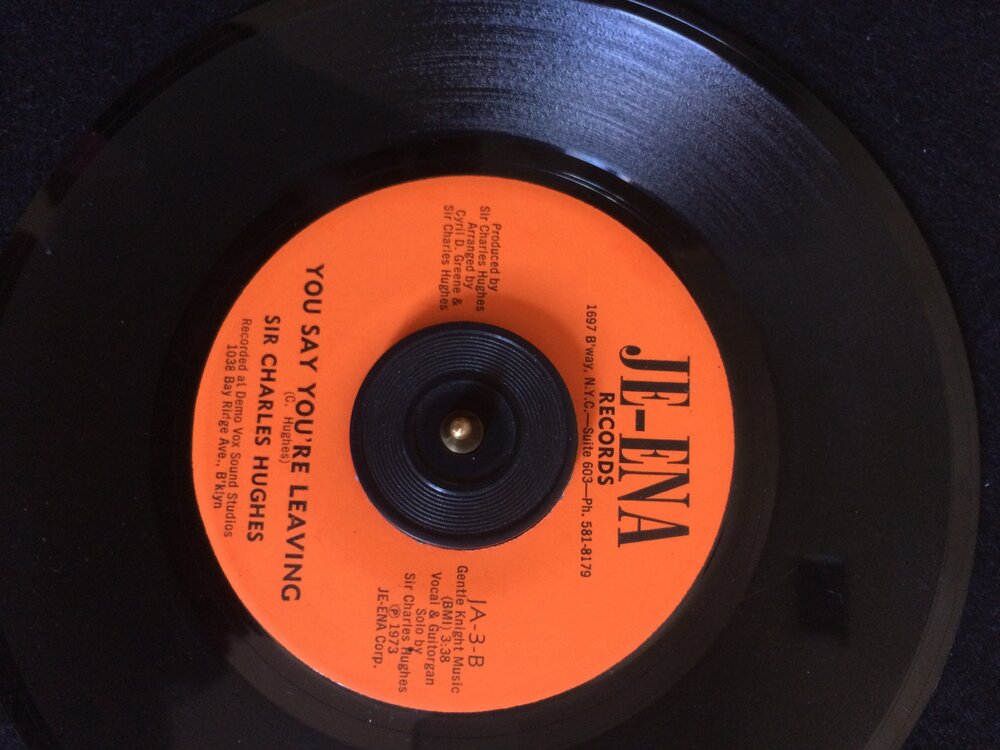 JE-ENA
RECORDS
1697 B'way, N.Y.C.—Suite 603—Ph. 581-8179
Produced by
Sir Charles Hughes
Arranged by
Cyril D. Greene &
Sir Charles Hughes
JA-3-B
Gentle Knight Music
(BMI) 3:38
Vocal & Guitorgan
Solo by
Sir Charles Hughes
Ⓟ 1973
JE-ENA Corp.
YOU SAY YOU'RE LEAVING
(C. Hughes)
SIR CHARLES HUGHES
Recorded at Demo Vox Sound Studios
1038 Bay Ridge Ave., B'klyn